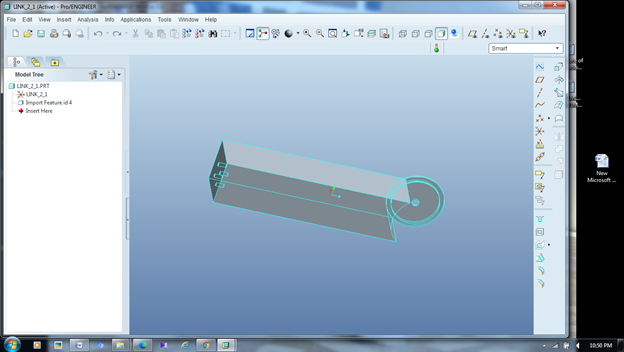 LINK_2_1 (Active) - Pro/ENGINEER
File Edit View Insert Analysis Info Applications Tools Window Help
Smart
Model Tree
LINK_2_1.PRT
LINK_2_1
Import Feature id 4
Insert Here
of
New
Microsoft ...
10:50 PM